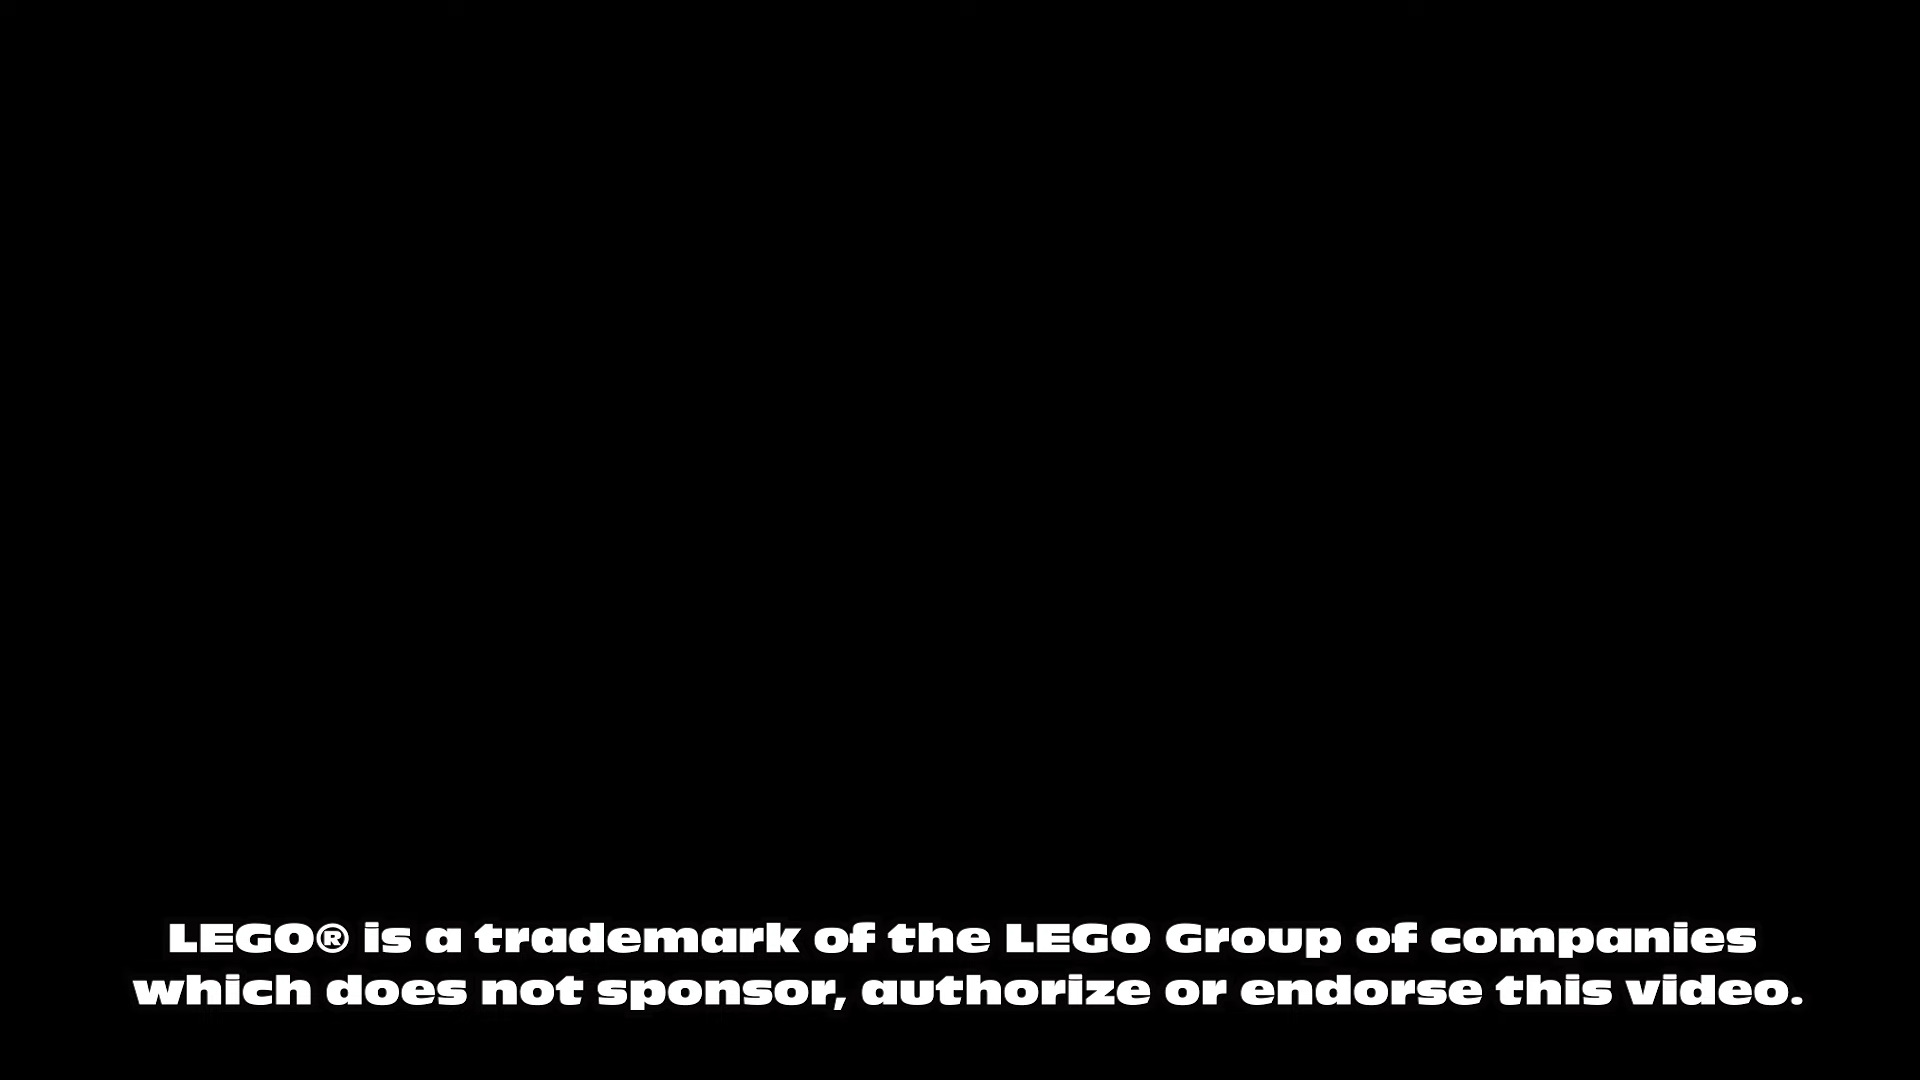 LEGO® is a trademark of the LEGO Group of companies
which does not sponsor, authorize or endorse this video.